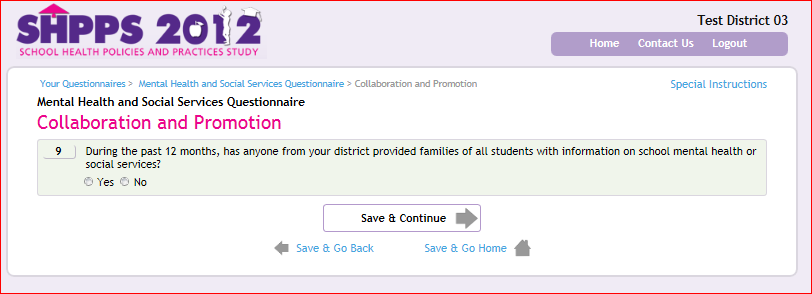 SHPPS 2012
SCHOOL HEALTH POLICIES AND PRACTICES STUDY
Test District 03
Home Contact Us Logout
Your Questionnaires > Mental Health and Social Services Questionnaire > Collaboration and Promotion
Special Instructions
Mental Health and Social Services Questionnaire
Collaboration and Promotion
9 During the past 12 months, has anyone from your district provided families of all students with information on school mental health or
social services?
Yes No
Save & Continue
Save & Go Back Save & Go Home